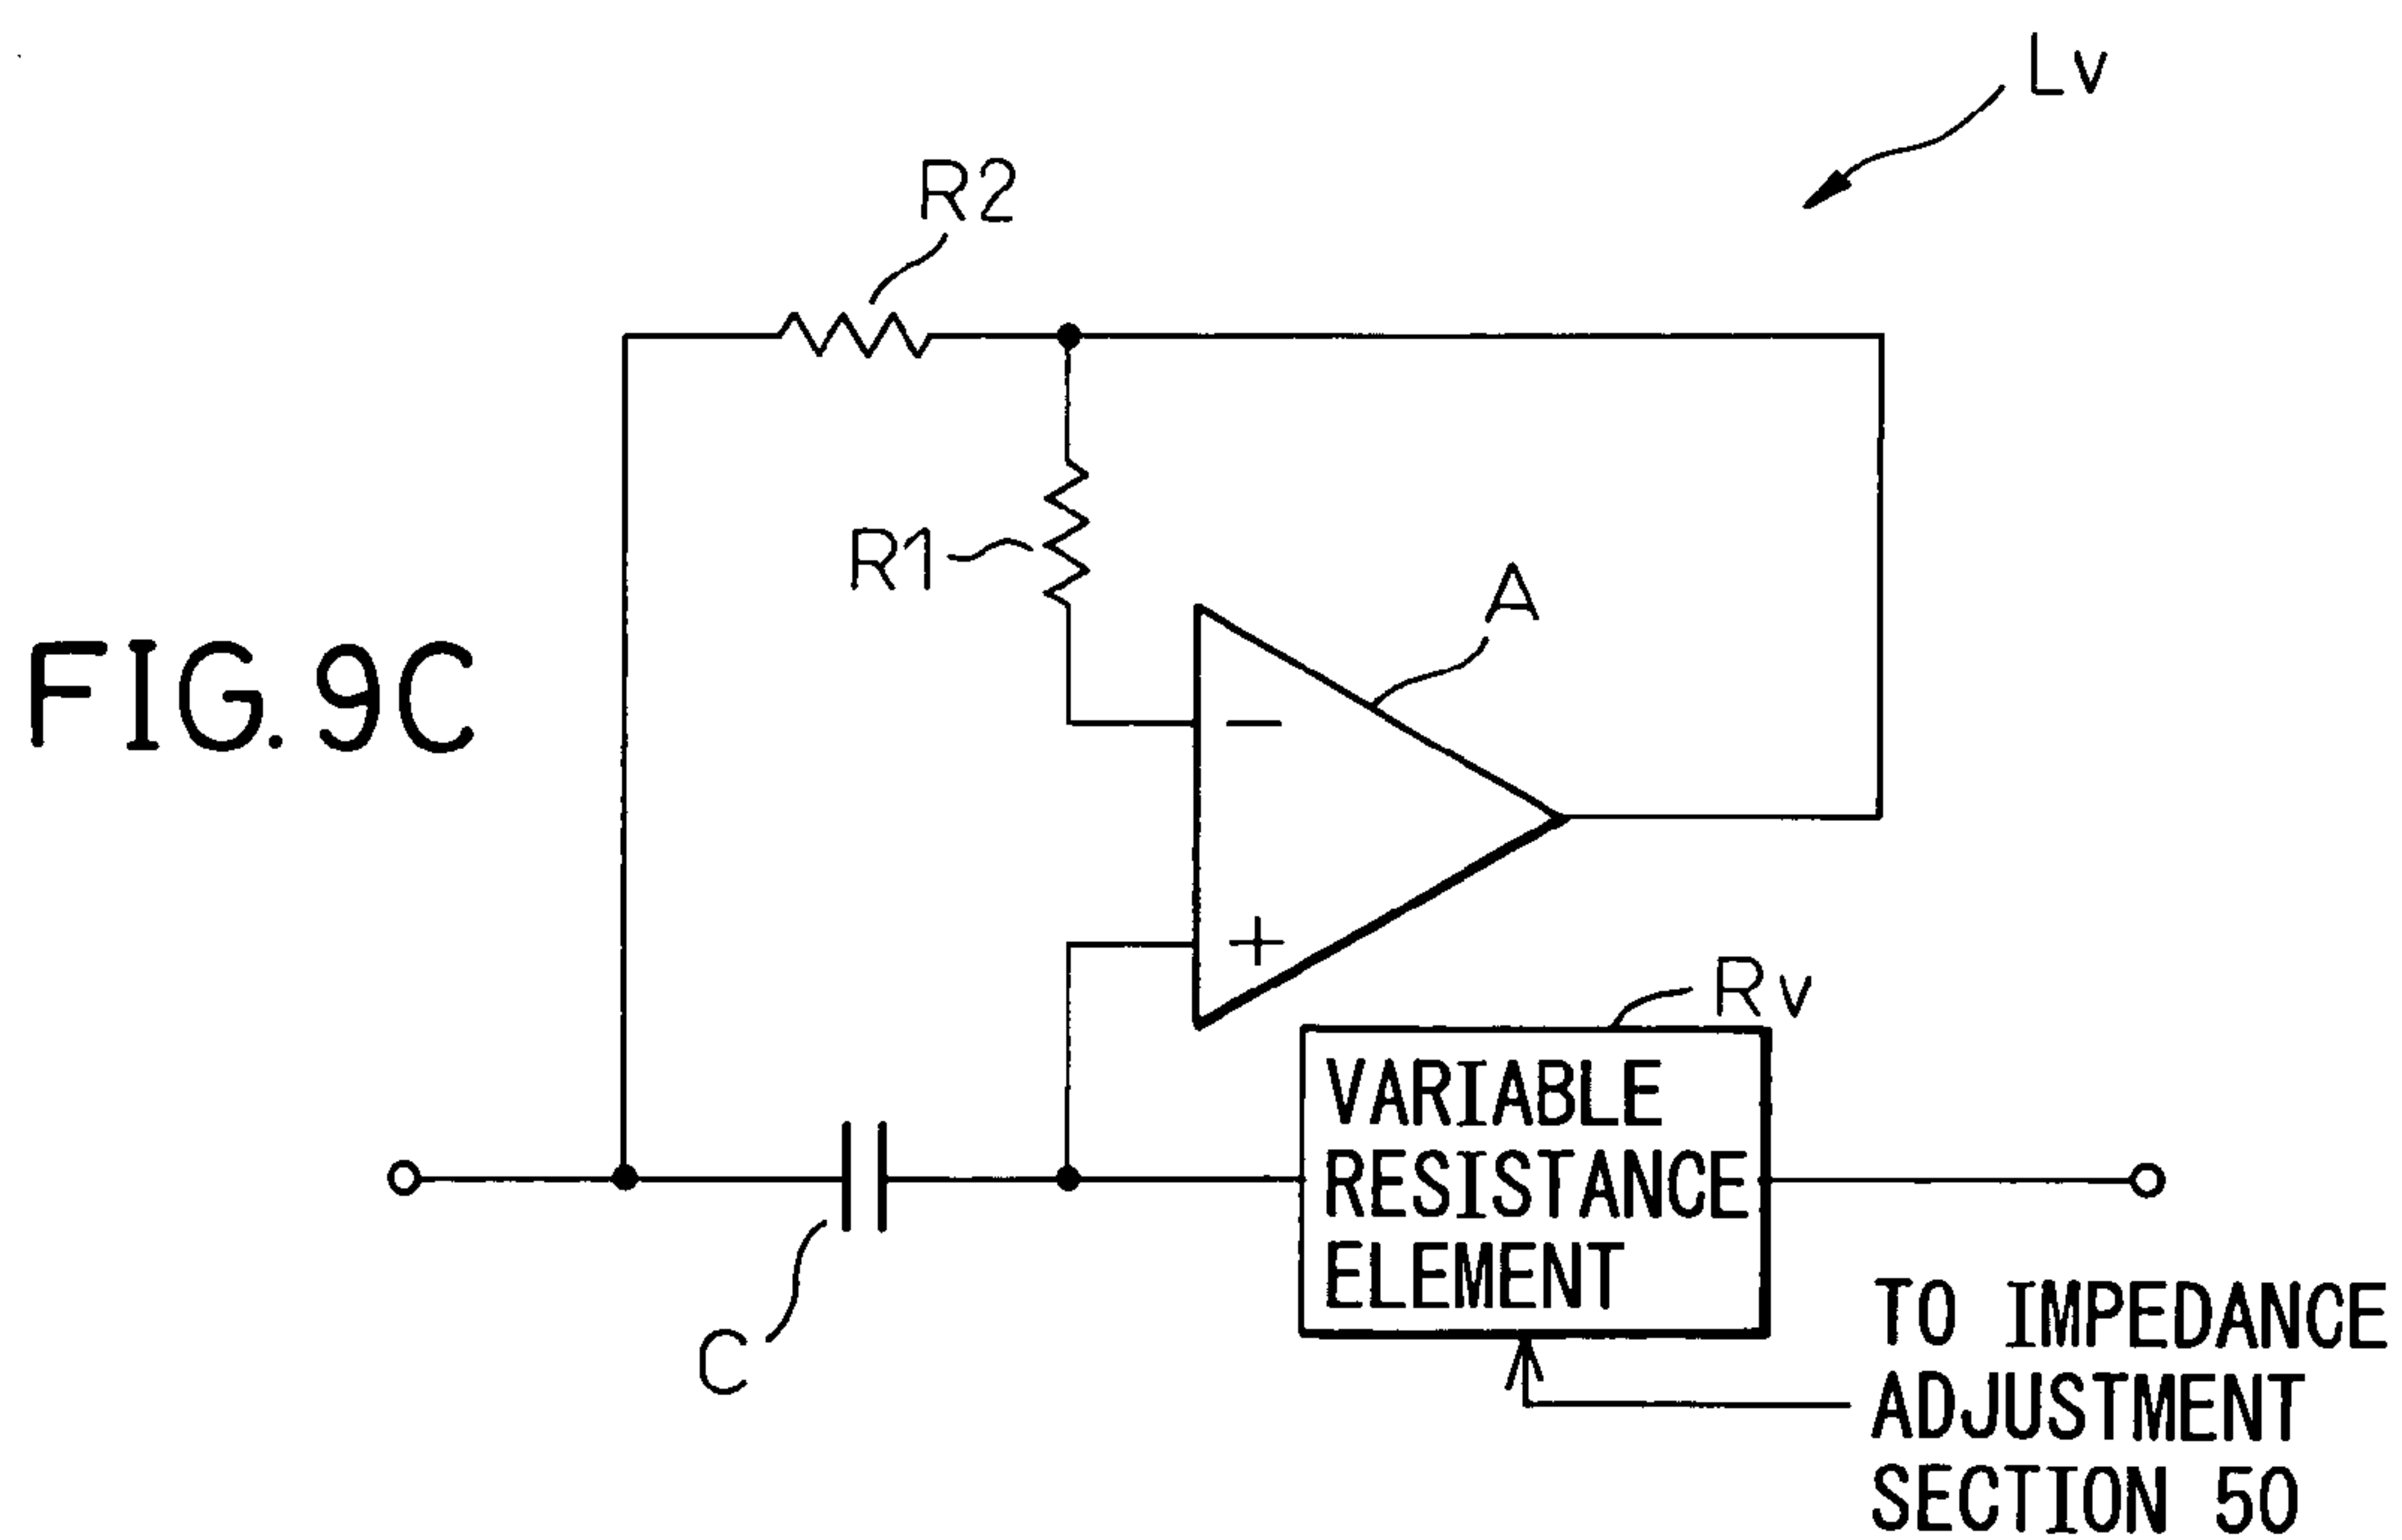 Lv
R2
R1
A
FIG. 9C
−
+
Rv
VARIABLE
RESISTANCE
ELEMENT
C
TO IMPEDANCE
ADJUSTMENT
SECTION 50